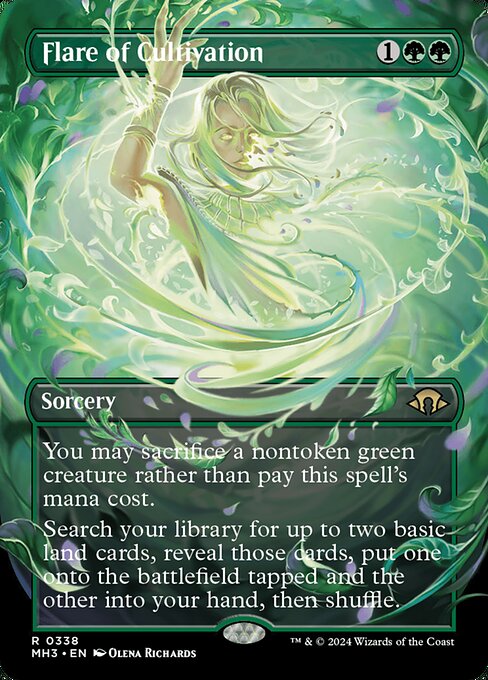 Flare of Cultivation 1
Sorcery
You may sacrifice a nontoken green
creature rather than pay this spell's
mana cost.
Search your library for up to two basic
land cards, reveal those cards, put one
onto the battlefield tapped and the
other into your hand, then shuffle.
R 0338
MH3 • EN Olena Richards
™ & © 2024 Wizards of the Coast